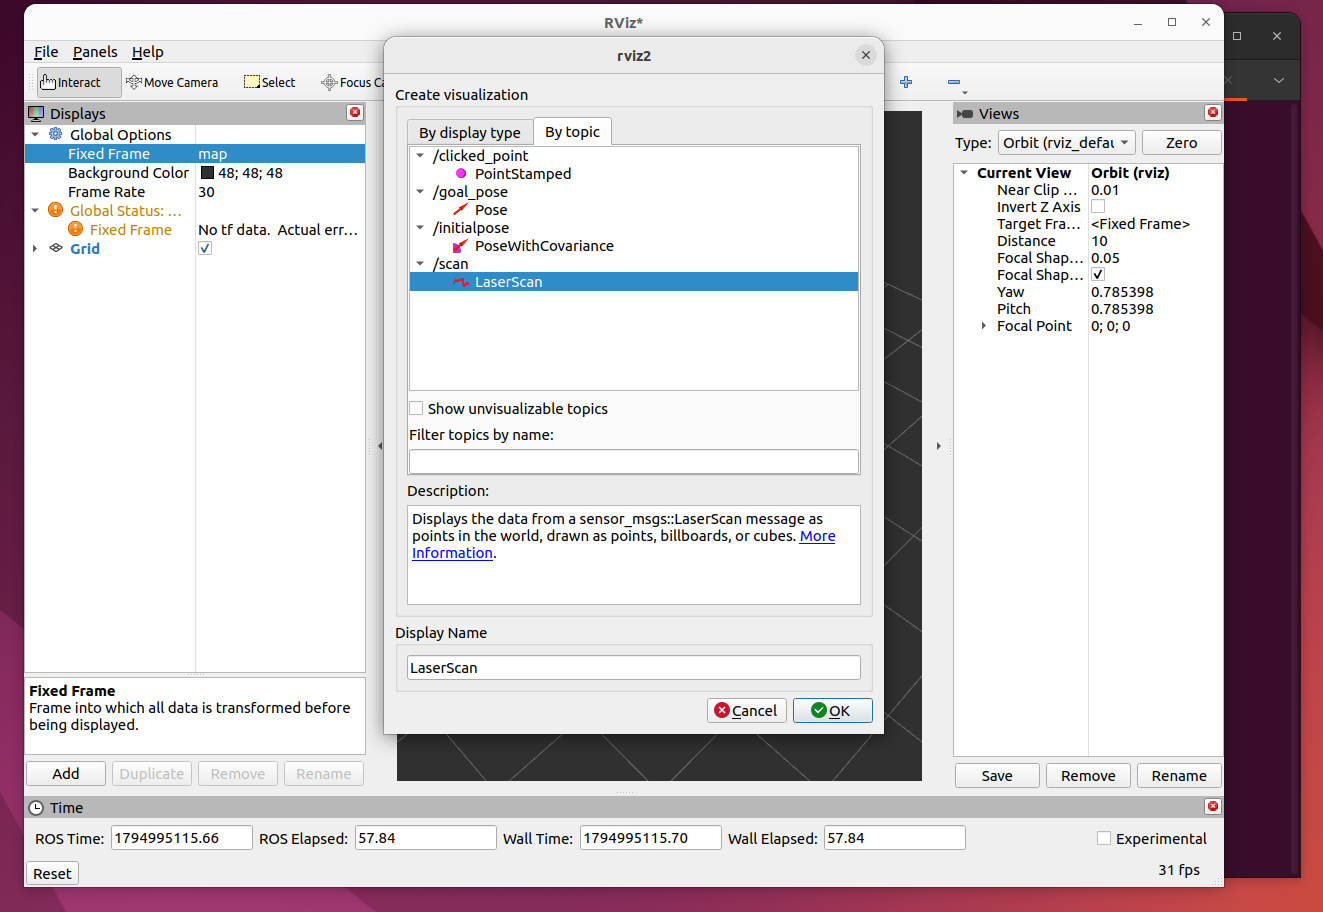 RViz*
File Panels Help
Interact Move Camera Select Focus Ca
Displays
Global Options
Fixed Frame map
Background Color 48; 48; 48
Frame Rate 30
Global Status: ...
Fixed Frame No tf data. Actual err...
Grid
Fixed Frame
Frame into which all data is transformed before
being displayed.
Add Duplicate Remove Rename
rviz2
Create visualization
By display type By topic
/clicked_point
PointStamped
/goal_pose
Pose
/initialpose
PoseWithCovariance
/scan
LaserScan
Show unvisualizable topics
Filter topics by name:
Description:
Displays the data from a sensor_msgs::LaserScan message as
points in the world, drawn as points, billboards, or cubes. More
Information.
Display Name
LaserScan
Cancel OK
Views
Type: Orbit (rviz_defau Zero
Current View Orbit (rviz)
Near Clip ... 0.01
Invert Z Axis
Target Fra... <Fixed Frame>
Distance 10
Focal Shap... 0.05
Focal Shap...
Yaw 0.785398
Pitch 0.785398
Focal Point 0; 0; 0
Save Remove Rename
Time
ROS Time: 1794995115.66 ROS Elapsed: 57.84 Wall Time: 1794995115.70 Wall Elapsed: 57.84 Experimental
Reset 31 fps